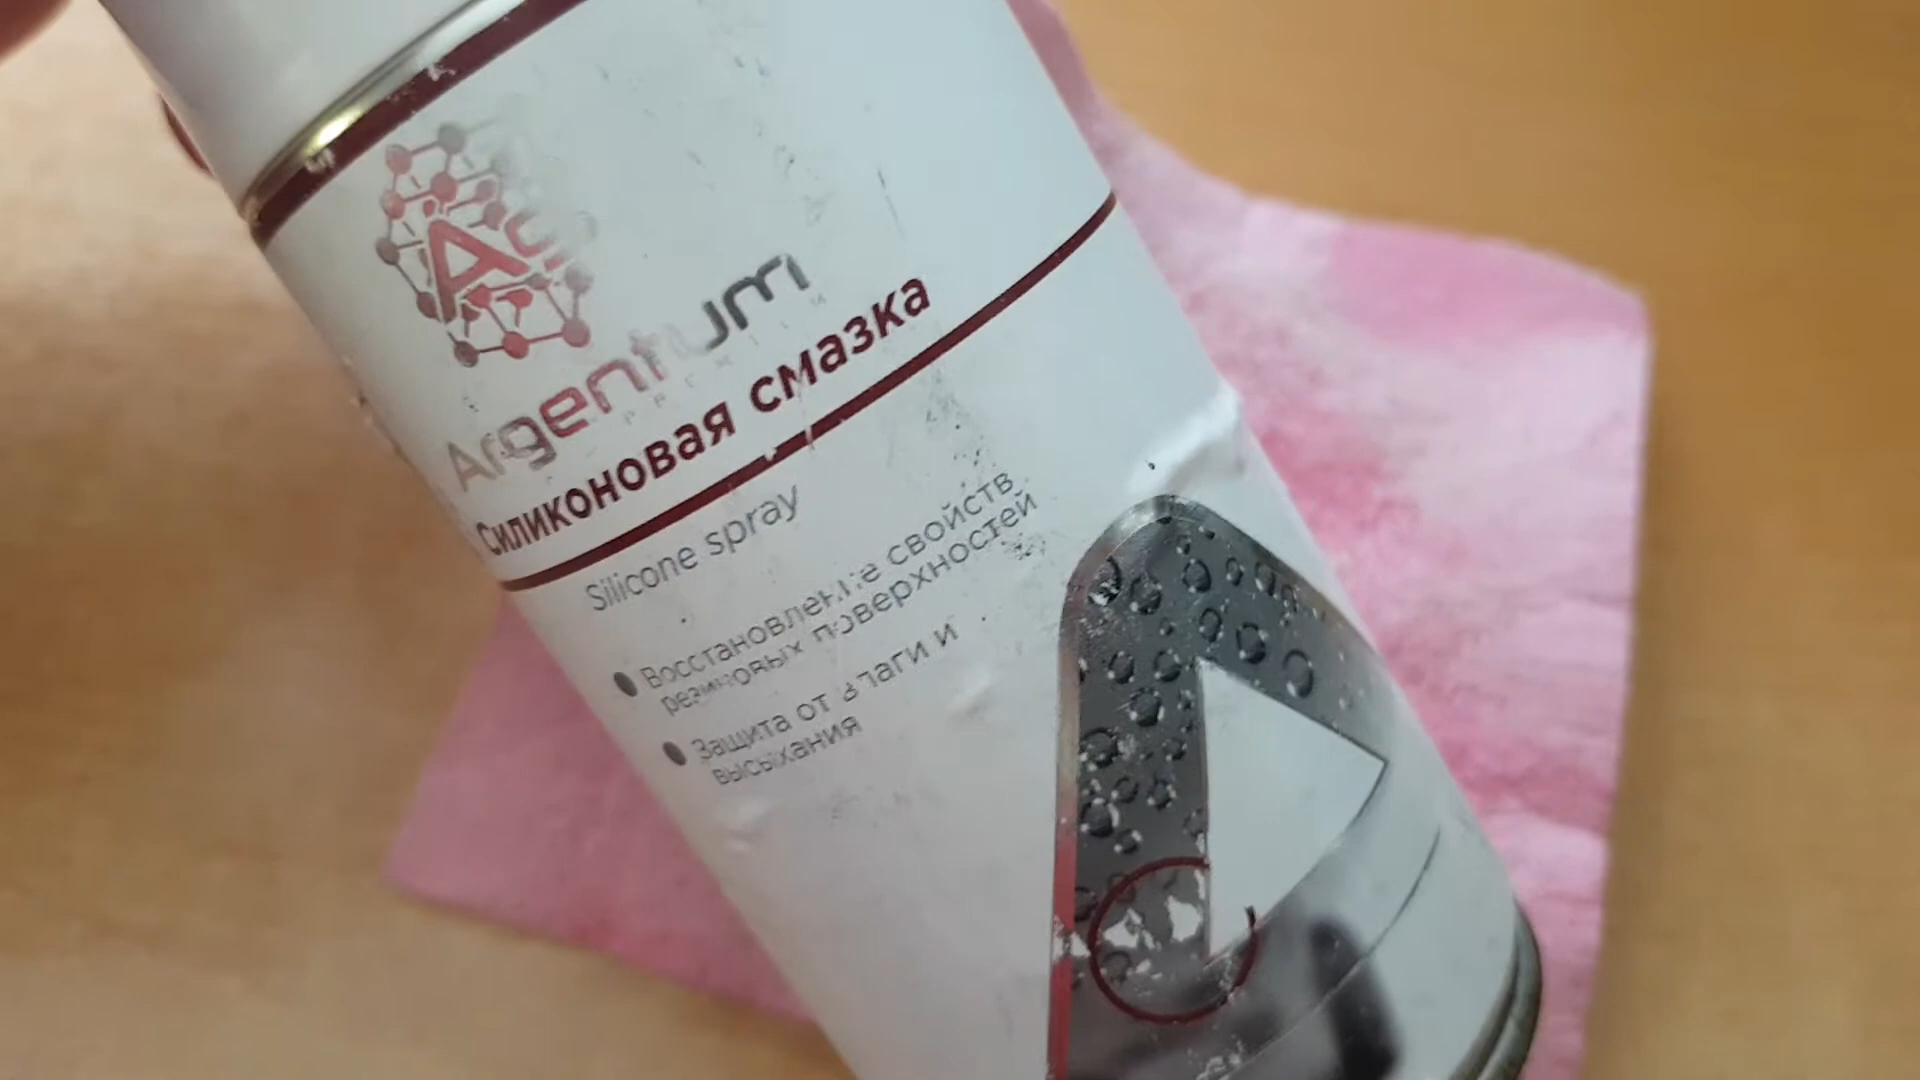 Ag
Argentum
Силиконовая смазка
Silicone spray
Восстановление свойств
резиновых поверхностей
Защита от влаги и
высыхания